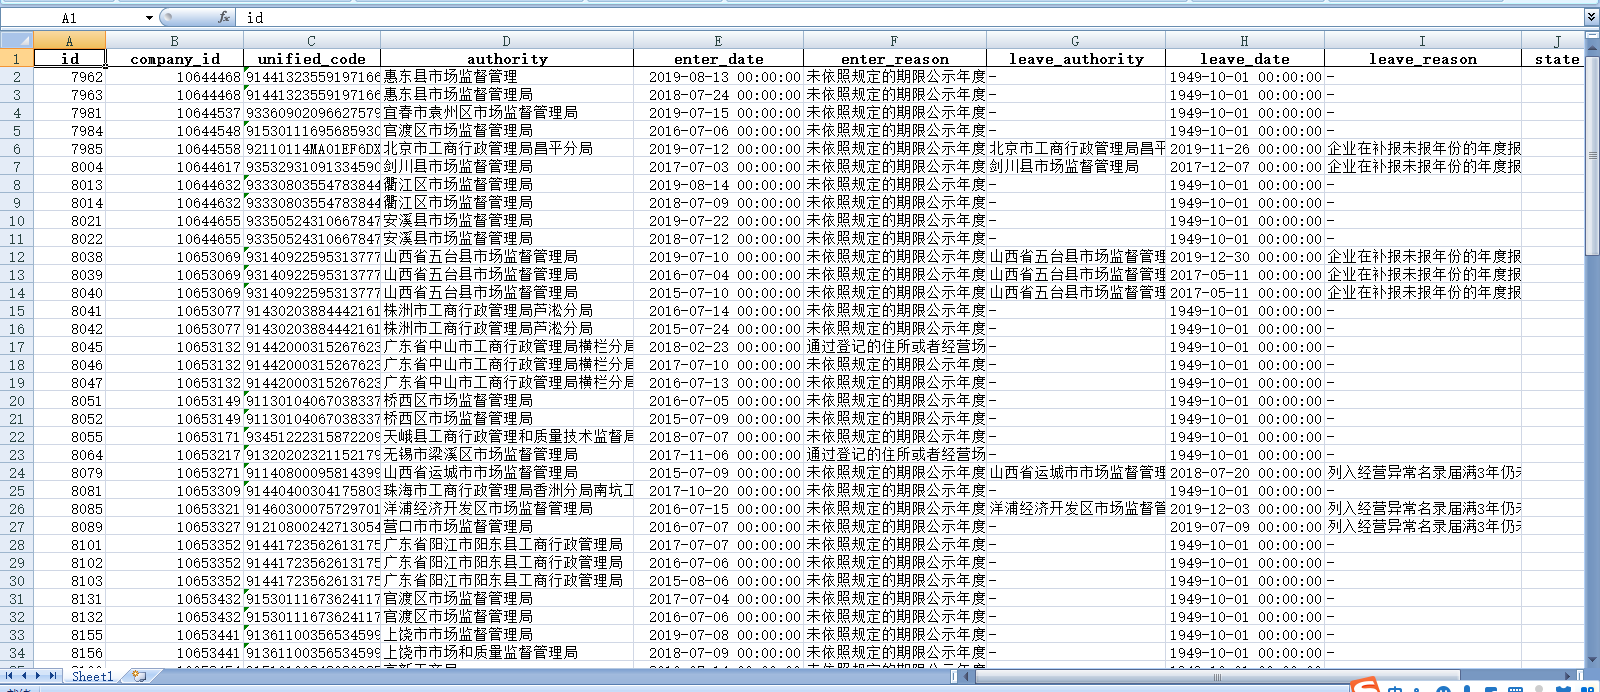 A1 fx id
A B C D E F G H I J
1 id company_id unified_code authority enter_date enter_reason leave_authority leave_date leave_reason state
2 7962 10644468 91441323559197166 惠东县市场监督管理 2019-08-13 00:00:00 未依照规定的期限公示年度 - 1949-10-01 00:00:00 -
3 7963 10644468 91441323559197166 惠东县市场监督管理局 2018-07-24 00:00:00 未依照规定的期限公示年度 - 1949-10-01 00:00:00 -
4 7981 10644537 93360902096627579 宜春市袁州区市场监督管理局 2019-07-15 00:00:00 未依照规定的期限公示年度 - 1949-10-01 00:00:00 -
5 7984 10644548 91530111695685930 官渡区市场监督管理局 2016-07-06 00:00:00 未依照规定的期限公示年度 - 1949-10-01 00:00:00 -
6 7985 10644558 92110114MA01EF6DX 北京市工商行政管理局昌平分局 2019-07-12 00:00:00 未依照规定的期限公示年度 北京市工商行政管理局昌平 2019-11-26 00:00:00 企业在补报未报年份的年度报
7 8004 10644617 93532931091334590 剑川县市场监督管理局 2017-07-03 00:00:00 未依照规定的期限公示年度 剑川县市场监督管理局 2017-12-07 00:00:00 企业在补报未报年份的年度报
8 8013 10644632 93330803554783844 衢江区市场监督管理局 2019-08-14 00:00:00 未依照规定的期限公示年度 - 1949-10-01 00:00:00 -
9 8014 10644632 93330803554783844 衢江区市场监督管理局 2018-07-09 00:00:00 未依照规定的期限公示年度 - 1949-10-01 00:00:00 -
10 8021 10644655 93350524310667847 安溪县市场监督管理局 2019-07-22 00:00:00 未依照规定的期限公示年度 - 1949-10-01 00:00:00 -
11 8022 10644655 93350524310667847 安溪县市场监督管理局 2018-07-12 00:00:00 未依照规定的期限公示年度 - 1949-10-01 00:00:00 -
12 8038 10653069 93140922595313777 山西省五台县市场监督管理局 2019-07-10 00:00:00 未依照规定的期限公示年度 山西省五台县市场监督管理 2019-12-30 00:00:00 企业在补报未报年份的年度报
13 8039 10653069 93140922595313777 山西省五台县市场监督管理局 2016-07-04 00:00:00 未依照规定的期限公示年度 山西省五台县市场监督管理 2017-05-11 00:00:00 企业在补报未报年份的年度报
14 8040 10653069 93140922595313777 山西省五台县市场监督管理局 2015-07-10 00:00:00 未依照规定的期限公示年度 山西省五台县市场监督管理 2017-05-11 00:00:00 企业在补报未报年份的年度报
15 8041 10653077 91430203884442161 株洲市工商行政管理局芦淞分局 2016-07-14 00:00:00 未依照规定的期限公示年度 - 1949-10-01 00:00:00 -
16 8042 10653077 91430203884442161 株洲市工商行政管理局芦淞分局 2015-07-24 00:00:00 未依照规定的期限公示年度 - 1949-10-01 00:00:00 -
17 8045 10653132 91442000315267623 广东省中山市工商行政管理局横栏分局 2018-02-23 00:00:00 通过登记的住所或者经营场 - 1949-10-01 00:00:00 -
18 8046 10653132 91442000315267623 广东省中山市工商行政管理局横栏分局 2017-07-10 00:00:00 未依照规定的期限公示年度 - 1949-10-01 00:00:00 -
19 8047 10653132 91442000315267623 广东省中山市工商行政管理局横栏分局 2016-07-13 00:00:00 未依照规定的期限公示年度 - 1949-10-01 00:00:00 -
20 8051 10653149 91130104067038337 桥西区市场监督管理局 2016-07-05 00:00:00 未依照规定的期限公示年度 - 1949-10-01 00:00:00 -
21 8052 10653149 91130104067038337 桥西区市场监督管理局 2015-07-09 00:00:00 未依照规定的期限公示年度 - 1949-10-01 00:00:00 -
22 8055 10653171 93451222315872209 天峨县工商行政管理和质量技术监督局 2018-07-07 00:00:00 未依照规定的期限公示年度 - 1949-10-01 00:00:00 -
23 8064 10653217 91320202321152179 无锡市梁溪区市场监督管理局 2017-11-06 00:00:00 通过登记的住所或者经营场 - 1949-10-01 00:00:00 -
24 8079 10653271 91140800095814399 山西省运城市市场监督管理局 2015-07-09 00:00:00 未依照规定的期限公示年度 山西省运城市市场监督管理 2018-07-20 00:00:00 列入经营异常名录届满3年仍未
25 8081 10653309 91440400304175803 珠海市工商行政管理局香洲分局南坑工 2017-10-20 00:00:00 未依照规定的期限公示年度 - 1949-10-01 00:00:00 -
26 8085 10653321 91460300075729701 洋浦经济开发区市场监督管理局 2016-07-15 00:00:00 未依照规定的期限公示年度 洋浦经济开发区市场监督管 2019-12-03 00:00:00 列入经营异常名录届满3年仍未
27 8089 10653327 91210800242713054 营口市市场监督管理局 2016-07-07 00:00:00 未依照规定的期限公示年度 - 2019-07-09 00:00:00 列入经营异常名录届满3年仍未
28 8101 10653352 91441723562613175 广东省阳江市阳东县工商行政管理局 2017-07-07 00:00:00 未依照规定的期限公示年度 - 1949-10-01 00:00:00 -
29 8102 10653352 91441723562613175 广东省阳江市阳东县工商行政管理局 2016-07-06 00:00:00 未依照规定的期限公示年度 - 1949-10-01 00:00:00 -
30 8103 10653352 91441723562613175 广东省阳江市阳东县工商行政管理局 2015-08-06 00:00:00 未依照规定的期限公示年度 - 1949-10-01 00:00:00 -
31 8131 10653432 91530111673624117 官渡区市场监督管理局 2017-07-04 00:00:00 未依照规定的期限公示年度 - 1949-10-01 00:00:00 -
32 8132 10653432 91530111673624117 官渡区市场监督管理局 2016-07-06 00:00:00 未依照规定的期限公示年度 - 1949-10-01 00:00:00 -
33 8155 10653441 91361100356534599 上饶市市场监督管理局 2019-07-08 00:00:00 未依照规定的期限公示年度 - 1949-10-01 00:00:00 -
34 8156 10653441 91361100356534599 上饶市市场和质量监督管理局 2018-07-09 00:00:00 未依照规定的期限公示年度 - 1949-10-01 00:00:00 -
Sheet1